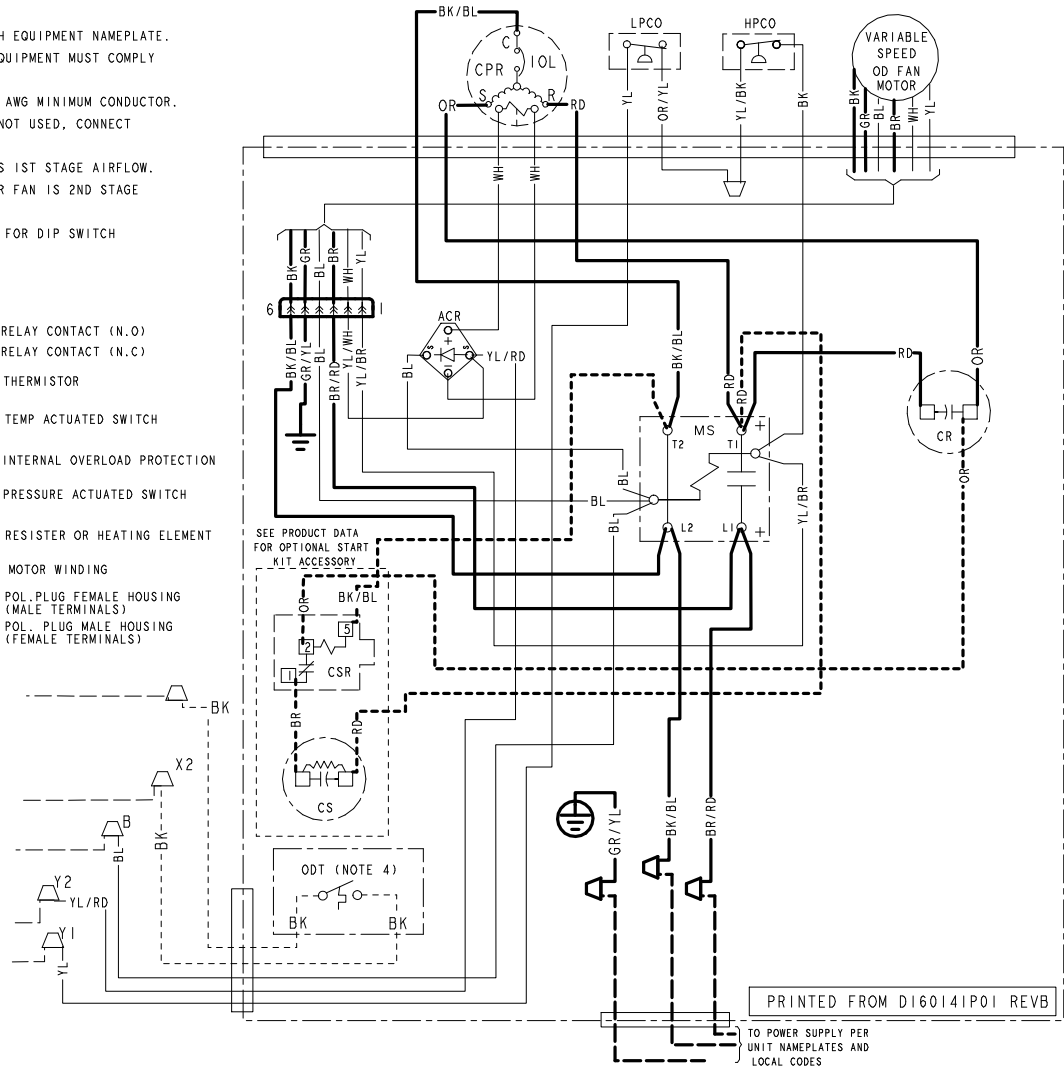 H EQUIPMENT NAMEPLATE.
QUIPMENT MUST COMPLY
AWG MINIMUM CONDUCTOR.
NOT USED, CONNECT
S IST STAGE AIRFLOW.
R FAN IS 2ND STAGE
FOR DIP SWITCH
RELAY CONTACT (N.O)
RELAY CONTACT (N.C)
THERMISTOR
TEMP ACTUATED SWITCH
INTERNAL OVERLOAD PROTECTION
PRESSURE ACTUATED SWITCH
RESISTER OR HEATING ELEMENT
MOTOR WINDING
POL.PLUG FEMALE HOUSING
(MALE TERMINALS)
POL. PLUG MALE HOUSING
(FEMALE TERMINALS)
BK/BL
C
CPR
IOL
S
R
OR
RD
WH
WH
LPCO
YL
OR/YL
HPCO
YL/BK
BK
VARIABLE
SPEED
OD FAN
MOTOR
BK
GR
BL
BR
WH
YL
BK
GR
BL
BR
WH
YL
6
1
BK/BL
GR/YL
BL
BR/RD
YL/WH
YL/BR
ACR
S
+
S
YL/RD
BL
BK/BL
RD
RD
RD
OR
OR
CR
MS
T2
T1
+
L2
L1
+
BL
BL
BL
YL/BR
SEE PRODUCT DATA
FOR OPTIONAL START
KIT ACCESSORY
OR
BK/BL
5
2
1
CSR
BR
RD
CS
BK
X2
BK
B
BL
Y2
YL/RD
Y1
YL
ODT (NOTE 4)
BK
BK
GR/YL
BK/BL
BR/RD
PRINTED FROM D160141P01 REVB
TO POWER SUPPLY PER
UNIT NAMEPLATES AND
LOCAL CODES